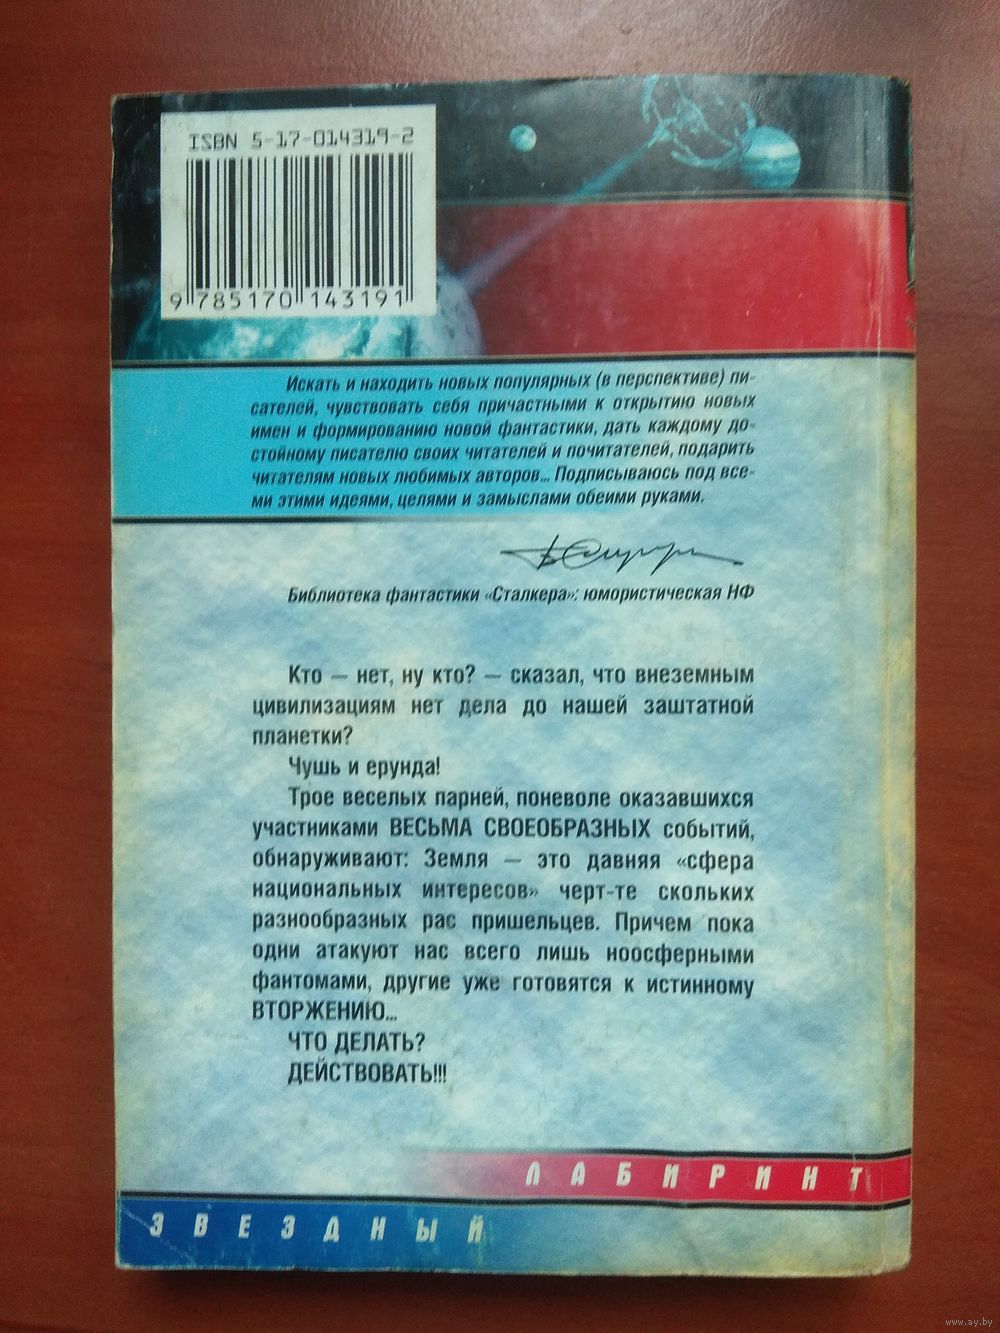 ISBN 5-17-014319-2
9 785170 143191
Искать и находить новых популярных (в перспективе) пи-
сателей, чувствовать себя причастными к открытию новых
имен и формированию новой фантастики, дать каждому до-
стойному писателю своих читателей и почитателей, подарить
читателям новых любимых авторов... Подписываюсь под все-
ми этими идеями, целями и замыслами обеими руками.
Библиотека фантастики «Сталкера»: юмористическая НФ
Кто — нет, ну кто? — сказал, что внеземным
цивилизациям нет дела до нашей заштатной
планетки?
Чушь и ерунда!
Трое веселых парней, поневоле оказавшихся
участниками ВЕСЬМА СВОЕОБРАЗНЫХ событий,
обнаруживают: Земля — это давняя «сфера
национальных интересов» черт-те скольких
разнообразных рас пришельцев. Причем пока
одни атакуют нас всего лишь ноосферными
фантомами, другие уже готовятся к истинному
ВТОРЖЕНИЮ...
ЧТО ДЕЛАТЬ?
ДЕЙСТВОВАТЬ!!!
ЛАБИРИНТ
ЗВЕЗДНЫЙ
www.ay.by